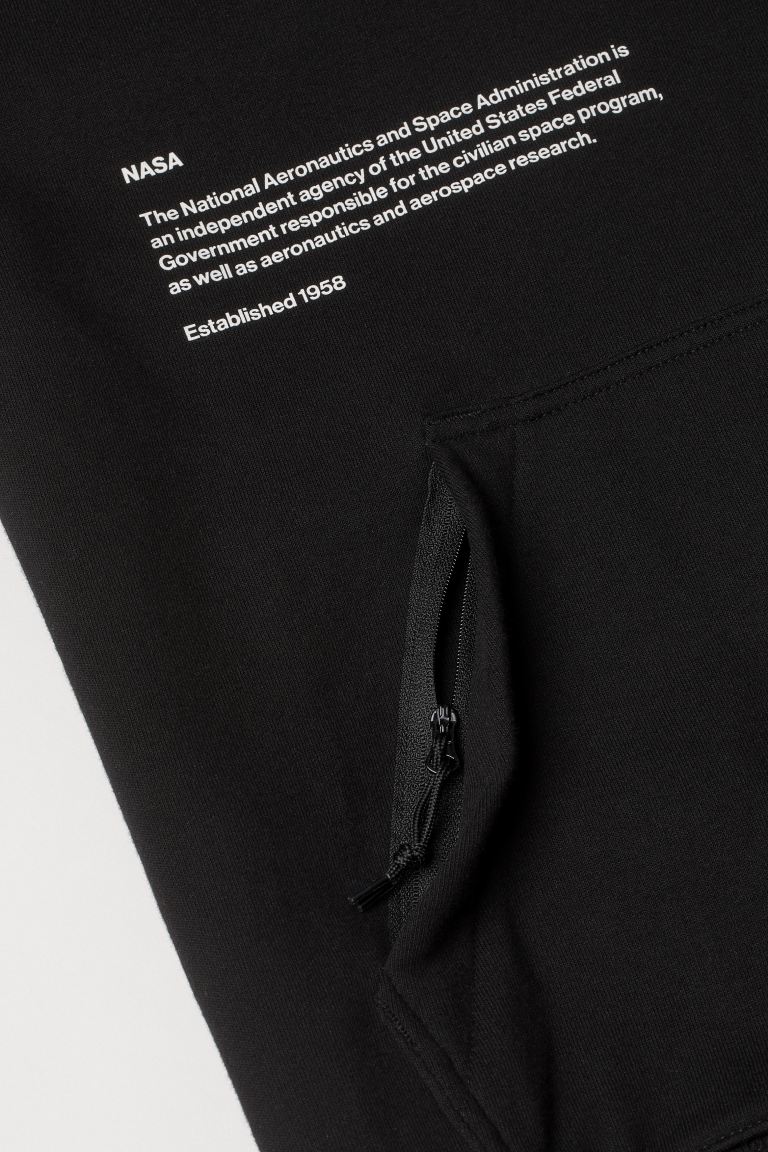 NASA
The National Aeronautics and Space Administration is
an independent agency of the United States Federal
Government responsible for the civilian space program,
as well as aeronautics and aerospace research.
Established 1958